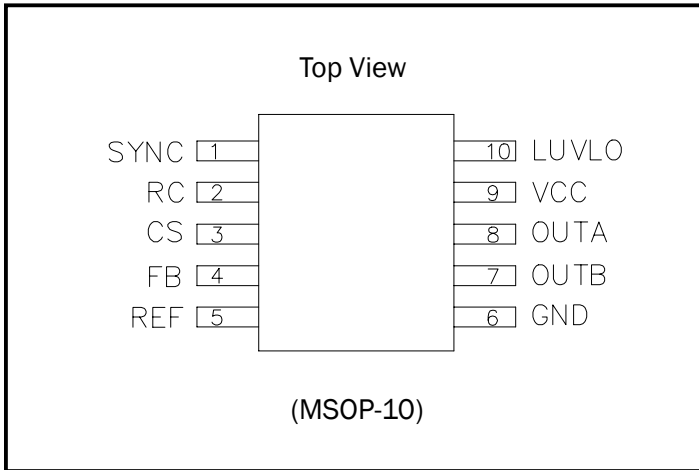 Top View
SYNC 1 10 LUVLO
RC 2 9 VCC
CS 3 8 OUTA
FB 4 7 OUTB
REF 5 6 GND
(MSOP-10)